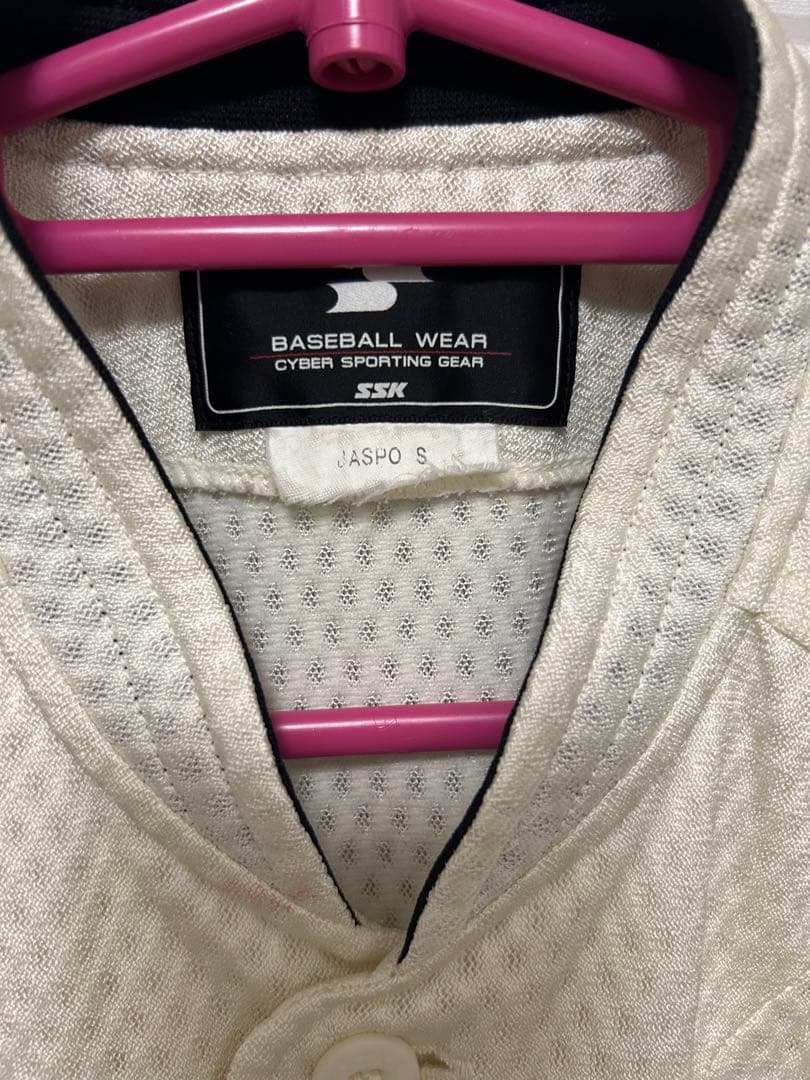 BASEBALL WEAR
CYBER SPORTING GEAR
SSK
JASPO S